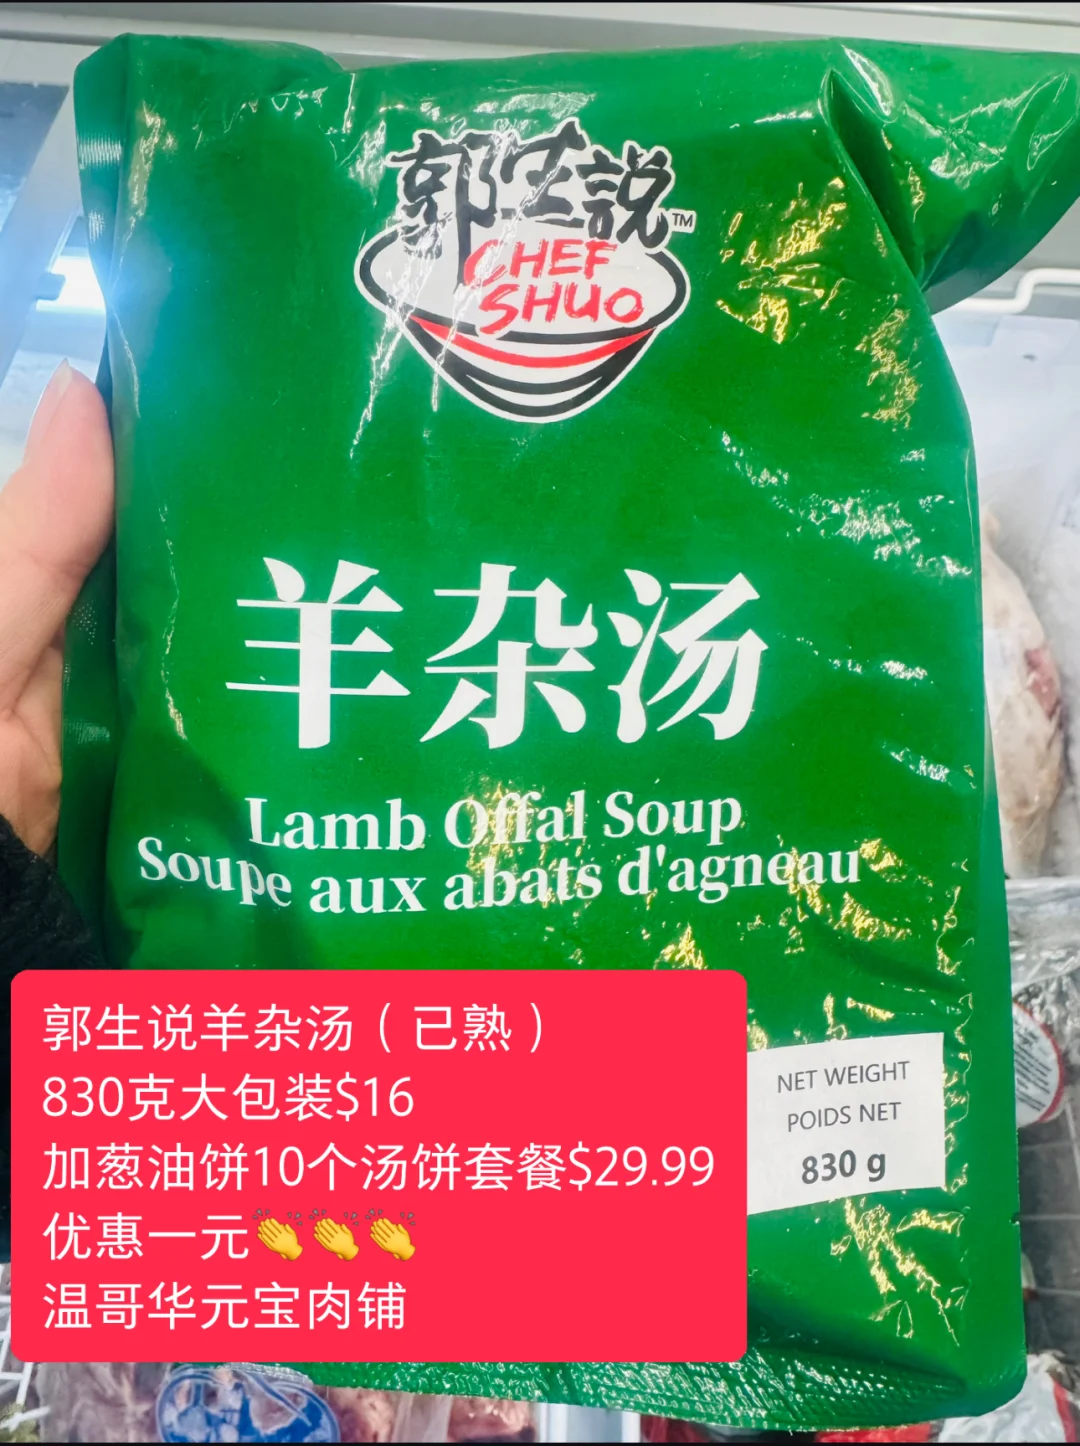 郭生説™
CHEF
SHUO
羊杂汤
Lamb Offal Soup
Soupe aux abats d'agneau
郭生说羊杂汤（已熟）
830克大包装$16
加葱油饼10个汤饼套餐$29.99
优惠一元👏👏👏
温哥华元宝肉铺
NET WEIGHT
POIDS NET
830 g